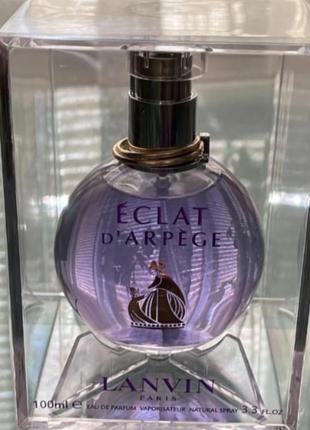 ÉCLAT
D'ARPÈGE
LANVIN
PARIS
100ml e EAU DE PARFUM VAPORISATEUR NATURAL SPRAY 3.3 FL.OZ